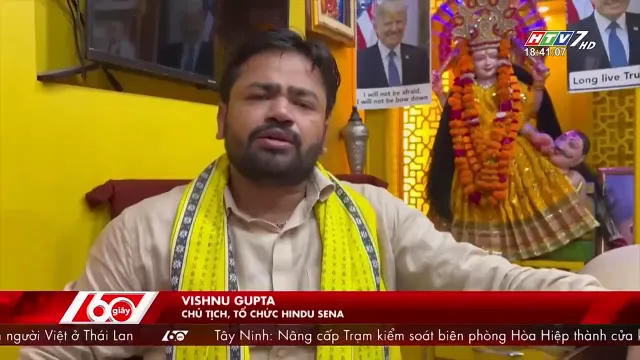 HTV7 HD
18:41:07
I will not be afraid,
I will not be bow down
Long live Tru
VISHNU GUPTA
CHỦ TỊCH, TỔ CHỨC HINDU SENA
60 giây
người Việt ở Thái Lan
Tây Ninh: Nâng cấp Trạm kiểm soát biên phòng Hòa Hiệp thành cửa